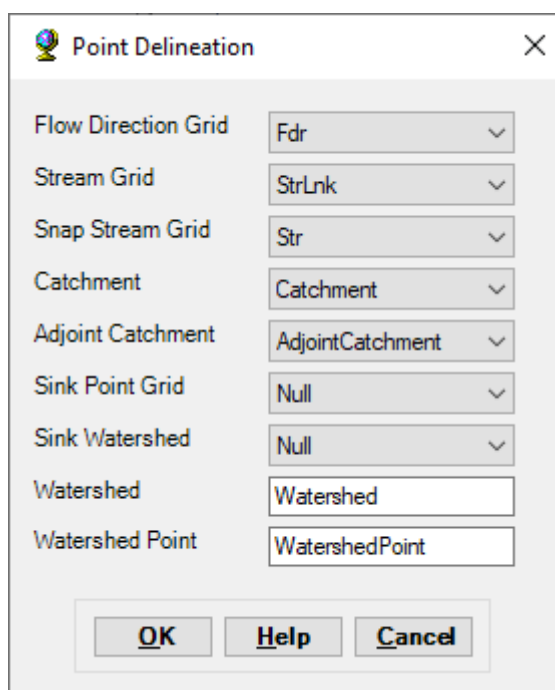 Point Delineation
Flow Direction Grid Fdr
Stream Grid StrLnk
Snap Stream Grid Str
Catchment Catchment
Adjoint Catchment AdjointCatchment
Sink Point Grid Null
Sink Watershed Null
Watershed Watershed
Watershed Point WatershedPoint
OK Help Cancel